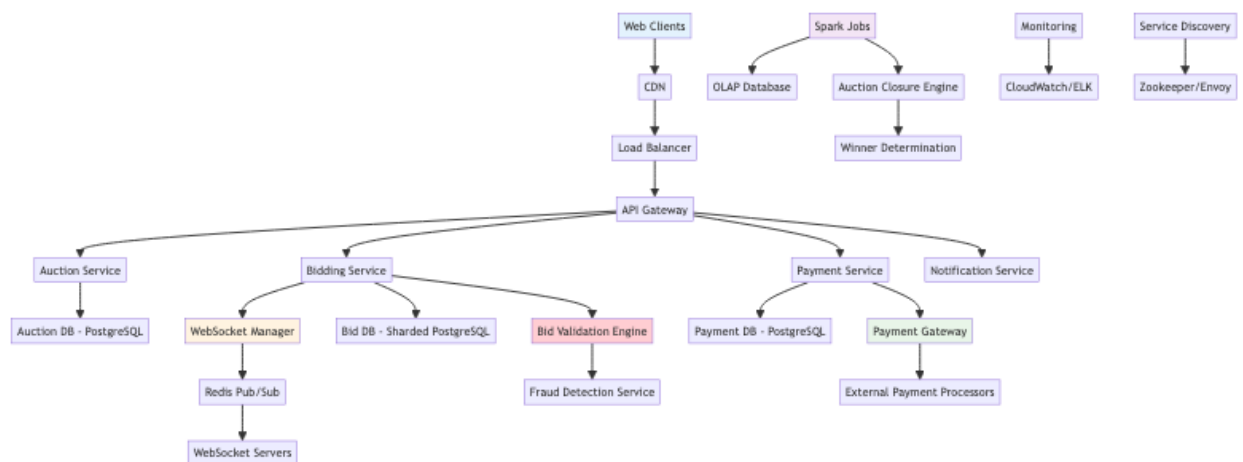 Web Clients
Spark Jobs
Monitoring
Service Discovery
CDN
OLAP Database
Auction Closure Engine
CloudWatch/ELK
Zookeeper/Envoy
Load Balancer
Winner Determination
API Gateway
Auction Service
Bidding Service
Payment Service
Notification Service
Auction DB - PostgreSQL
WebSocket Manager
Bid DB - Sharded PostgreSQL
Bid Validation Engine
Payment DB - PostgreSQL
Payment Gateway
Redis Pub/Sub
Fraud Detection Service
External Payment Processors
WebSocket Servers